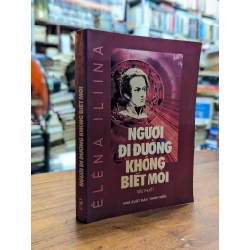 ÉLÉNA ILIINA
NGƯỜI
ĐI ĐƯỜNG
KHÔNG
BIẾT MỎI
TIỂU THUYẾT
NHÀ XUẤT BẢN THANH NIÊN
NGƯỜI ĐI ĐƯỜNG KHÔNG BIẾT MỎI